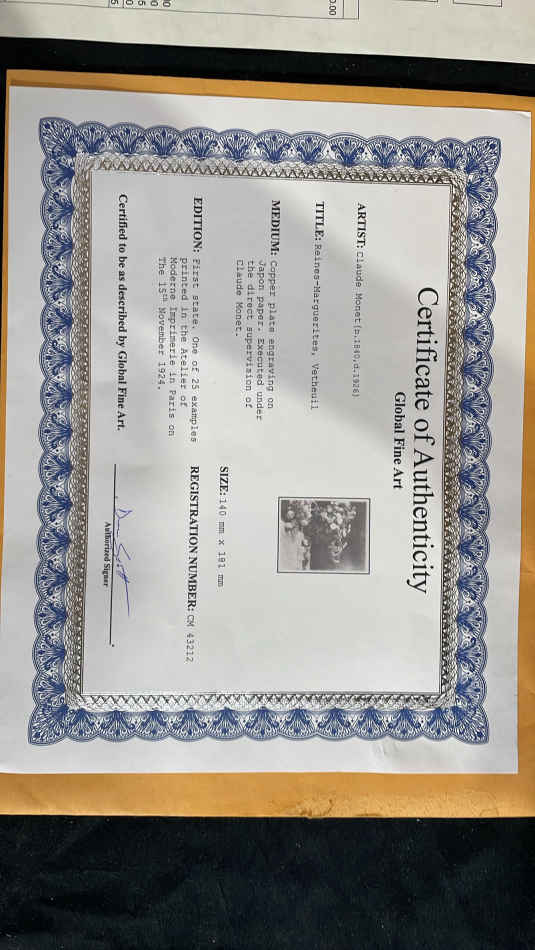 Certificate of Authenticity
Global Fine Art
ARTIST: Claude Monet(b.1840,d.1926)
TITLE: Reines-Marguerites, Vetheuil
MEDIUM: Copper plate engraving on
Japon paper. Executed under
the direct supervision of
Claude Monet.
SIZE: 140 mm x 191 mm
EDITION: First state. One of 25 examples
printed in the Atelier of
Moderne Imprimerie in Paris on
The 15th November 1924.
REGISTRATION NUMBER: CM 43212
Certified to be as described by Global Fine Art.
Authorized Signer